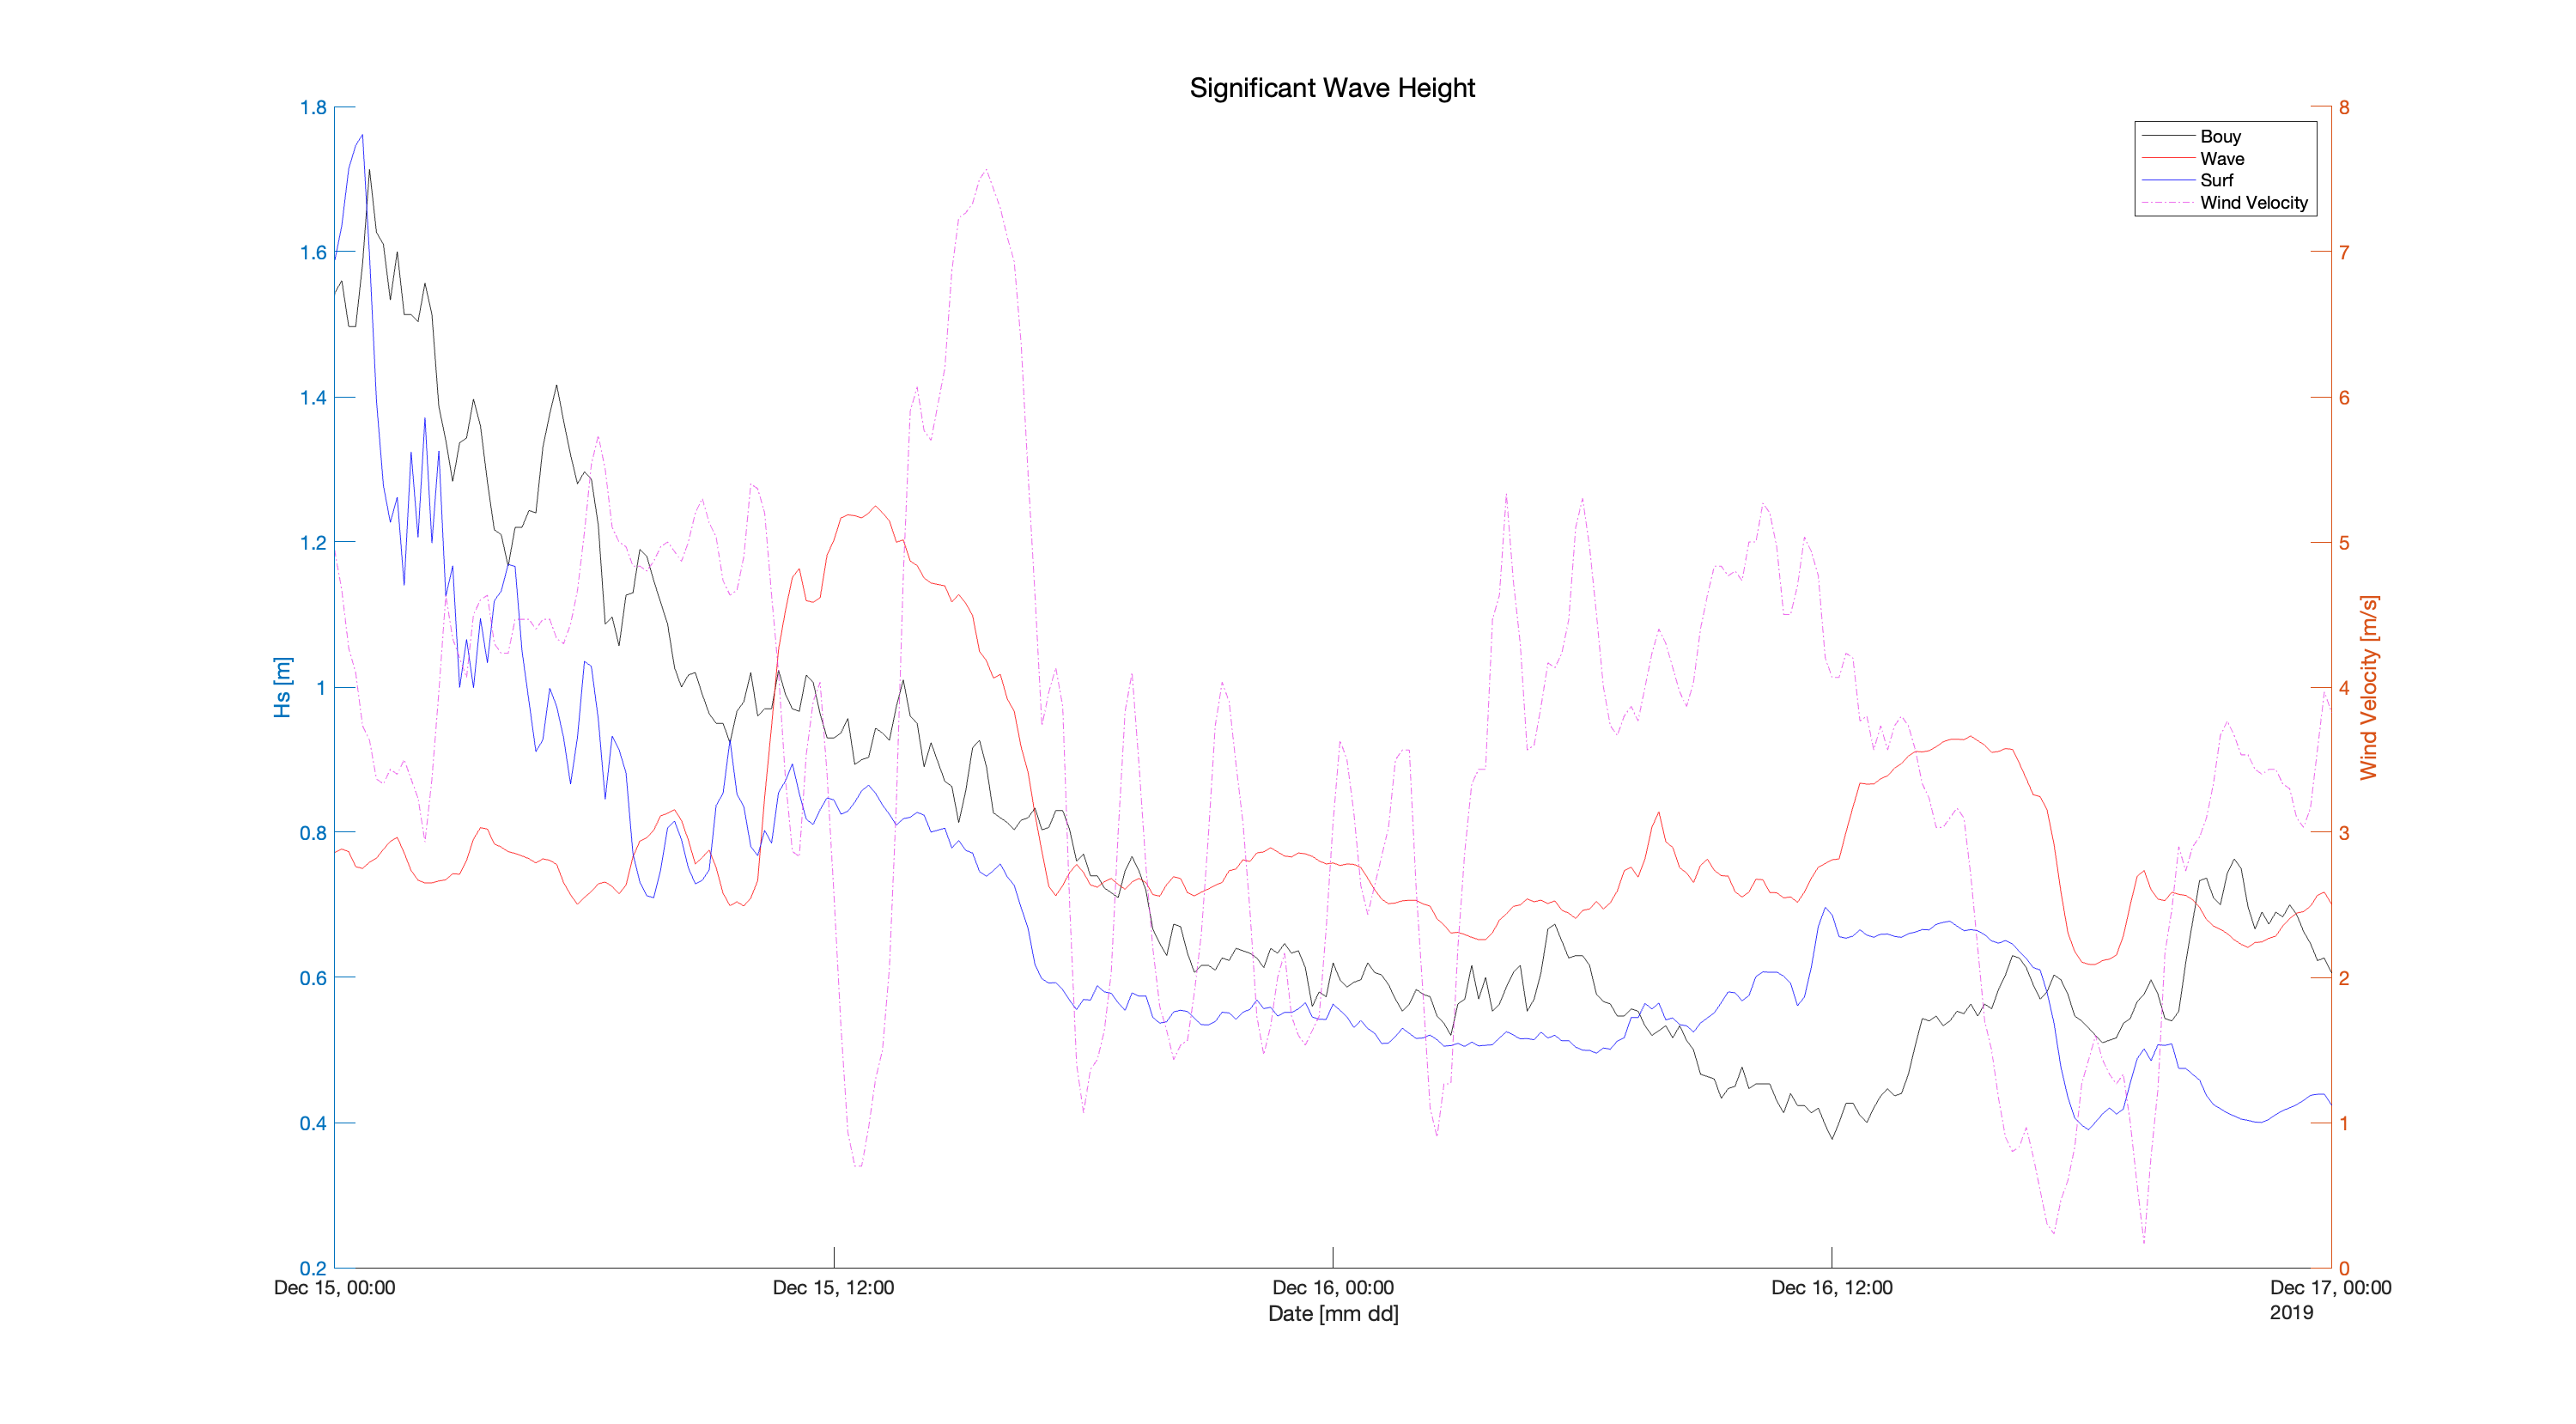 Significant Wave Height
1.8
1.6
1.4
1.2
1
0.8
0.6
0.4
0.2
Hs [m]
8
7
6
5
4
3
2
1
0
Wind Velocity [m/s]
Bouy
Wave
Surf
Wind Velocity
Dec 15, 00:00
Dec 15, 12:00
Dec 16, 00:00
Dec 16, 12:00
Dec 17, 00:00
2019
Date [mm dd]